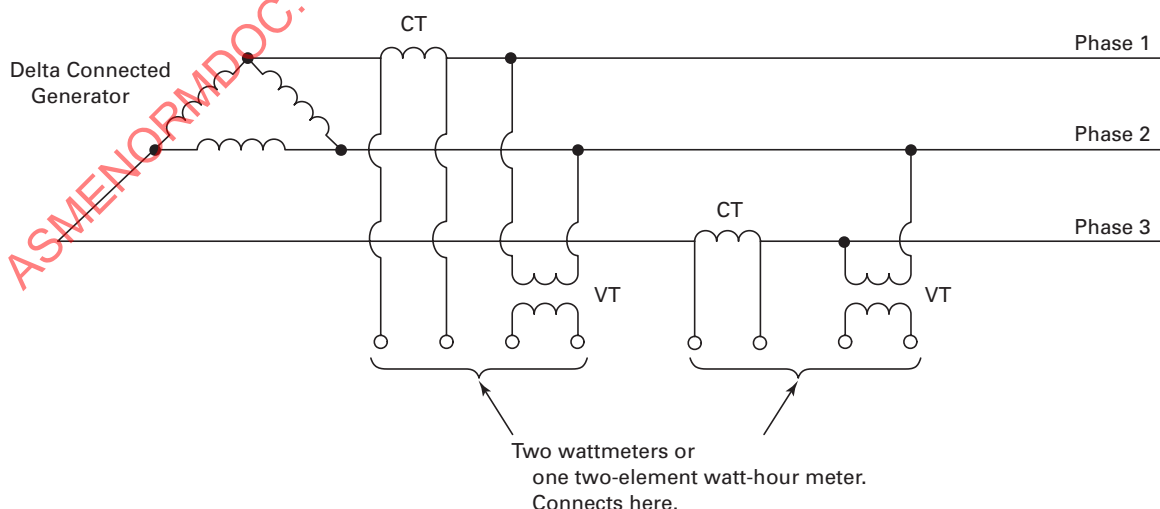 CT
Phase 1
Delta Connected
Generator
Phase 2
CT
Phase 3
VT
VT
Two wattmeters or
one two-element watt-hour meter.
Connects here.
ASMENORMDOC.